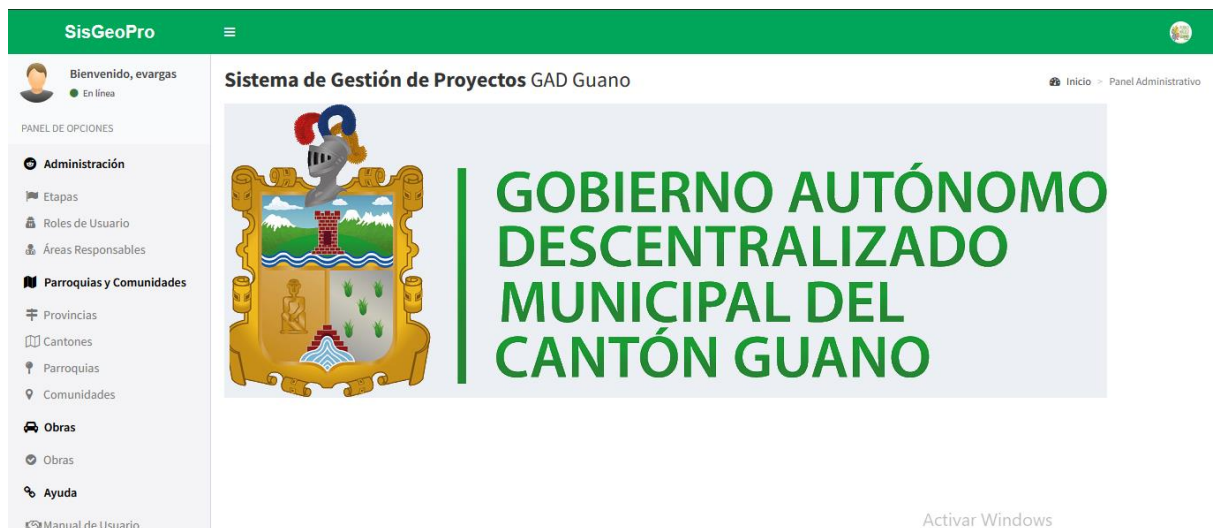 SisGeoPro
Bienvenido, evargas
En línea
PANEL DE OPCIONES
Administración
Etapas
Roles de Usuario
Áreas Responsables
Parroquias y Comunidades
Provincias
Cantones
Parroquias
Comunidades
Obras
Obras
Ayuda
Manual de Usuario
Sistema de Gestión de Proyectos GAD Guano
Inicio > Panel Administrativo
GOBIERNO AUTÓNOMO
DESCENTRALIZADO
MUNICIPAL DEL
CANTÓN GUANO
Activar Windows